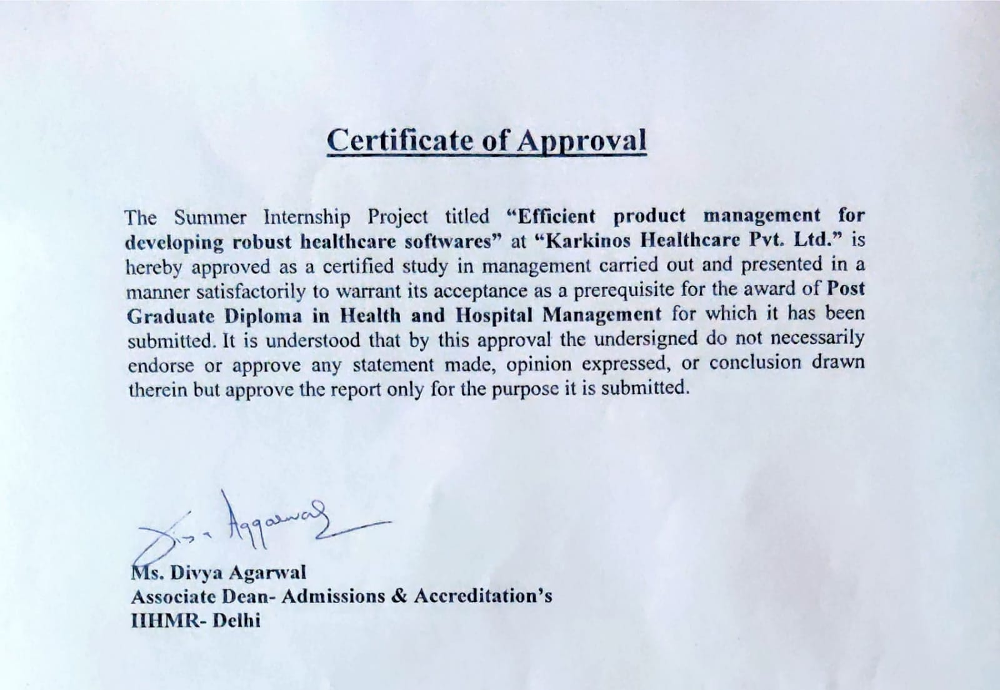 Certificate of Approval
The Summer Internship Project titled “Efficient product management for
developing robust healthcare softwares” at “Karkinos Healthcare Pvt. Ltd.” is
hereby approved as a certified study in management carried out and presented in a
manner satisfactorily to warrant its acceptance as a prerequisite for the award of Post
Graduate Diploma in Health and Hospital Management for which it has been
submitted. It is understood that by this approval the undersigned do not necessarily
endorse or approve any statement made, opinion expressed, or conclusion drawn
therein but approve the report only for the purpose it is submitted.
Divya Aggarwal
Ms. Divya Agarwal
Associate Dean- Admissions & Accreditation’s
IIHMR- Delhi